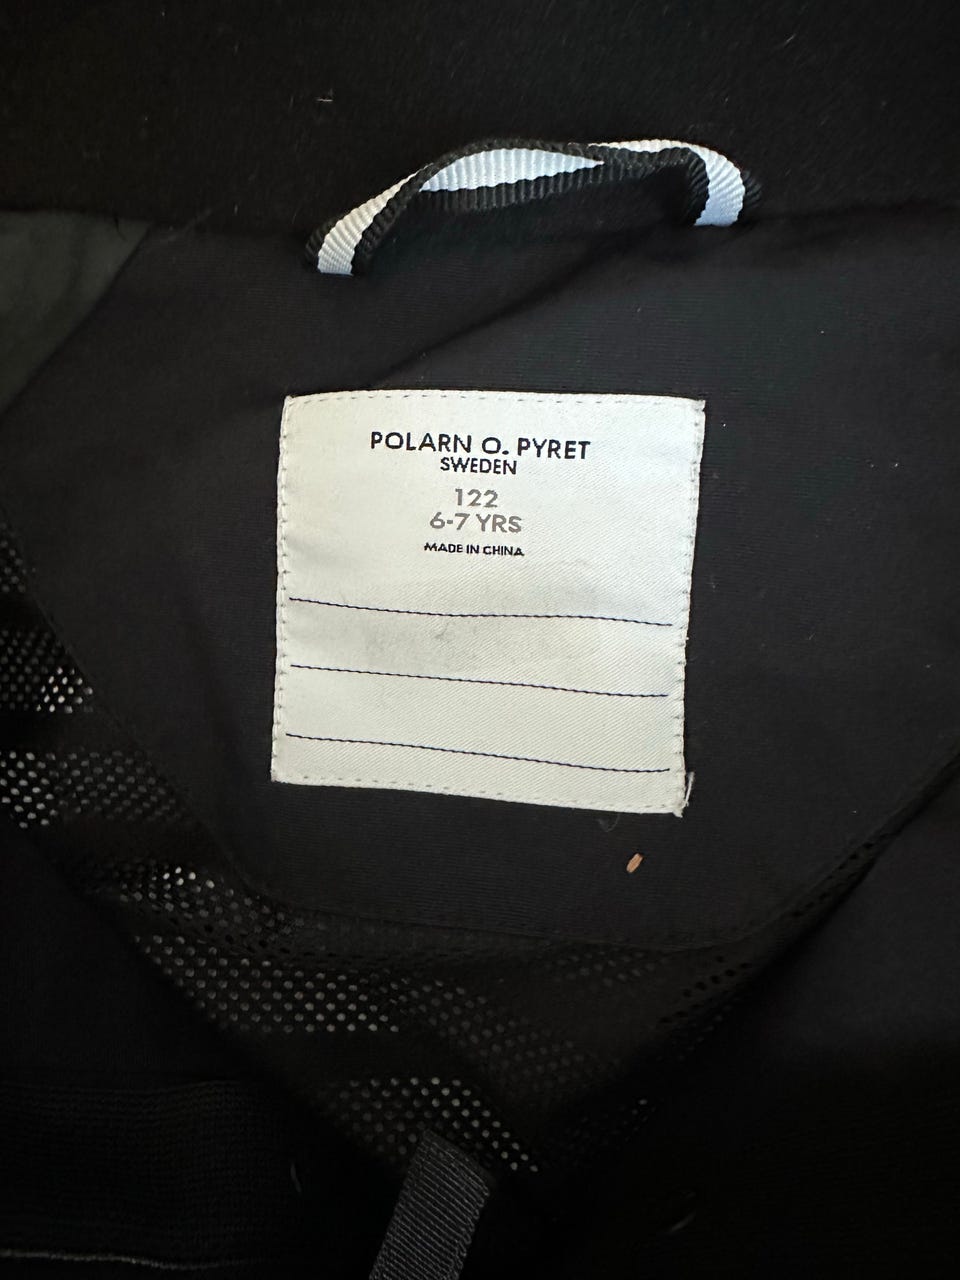 POLARN O. PYRET
SWEDEN
122
6-7 YRS
MADE IN CHINA